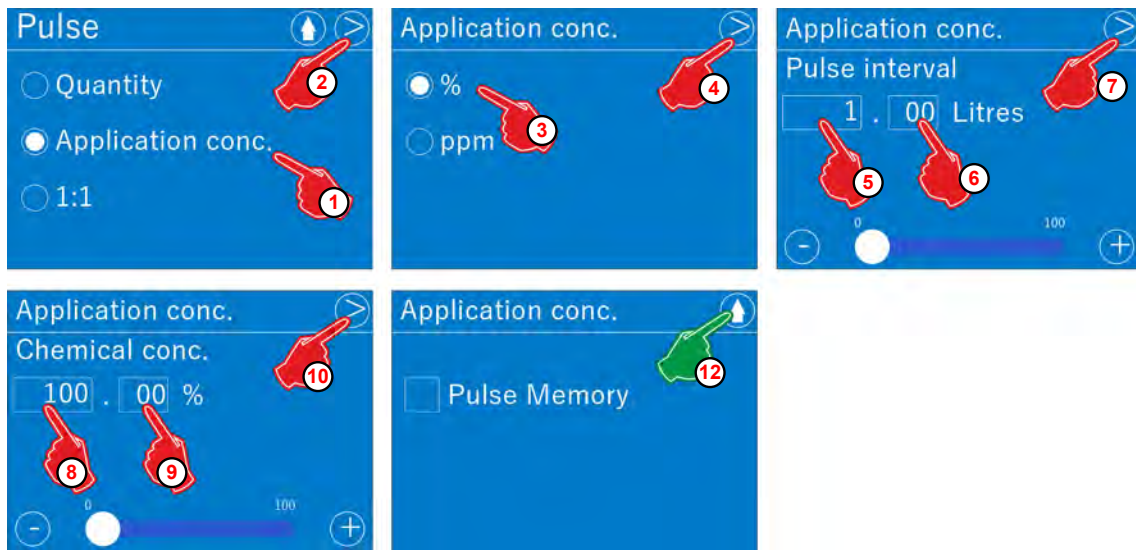 Pulse
>
Quantity
2
Application conc.
1:1
1
Application conc.
>
%
4
3
ppm
Application conc.
>
Pulse interval
7
1 . 00 Litres
5
6
0
100
-
+
Application conc.
>
Chemical conc.
10
100 . 00 %
8
9
0
100
-
+
Application conc.
12
Pulse Memory